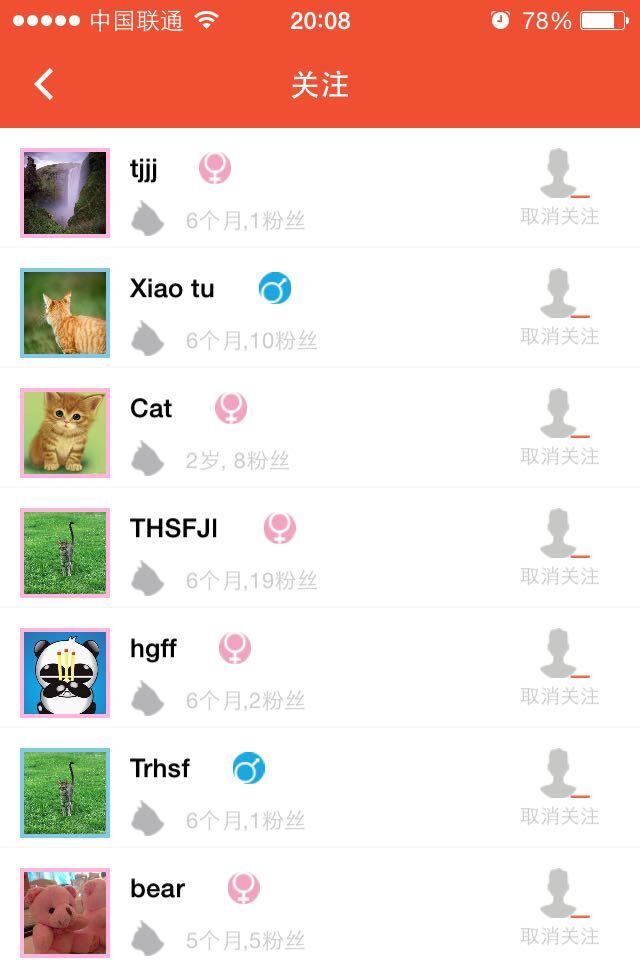 中国联通 20:08 78%
关注
tjjj
6个月,1粉丝 取消关注
Xiao tu
6个月,10粉丝 取消关注
Cat
2岁, 8粉丝 取消关注
THSFJI
6个月,19粉丝 取消关注
hgff
6个月,2粉丝 取消关注
Trhsf
6个月,1粉丝 取消关注
bear
5个月,5粉丝 取消关注